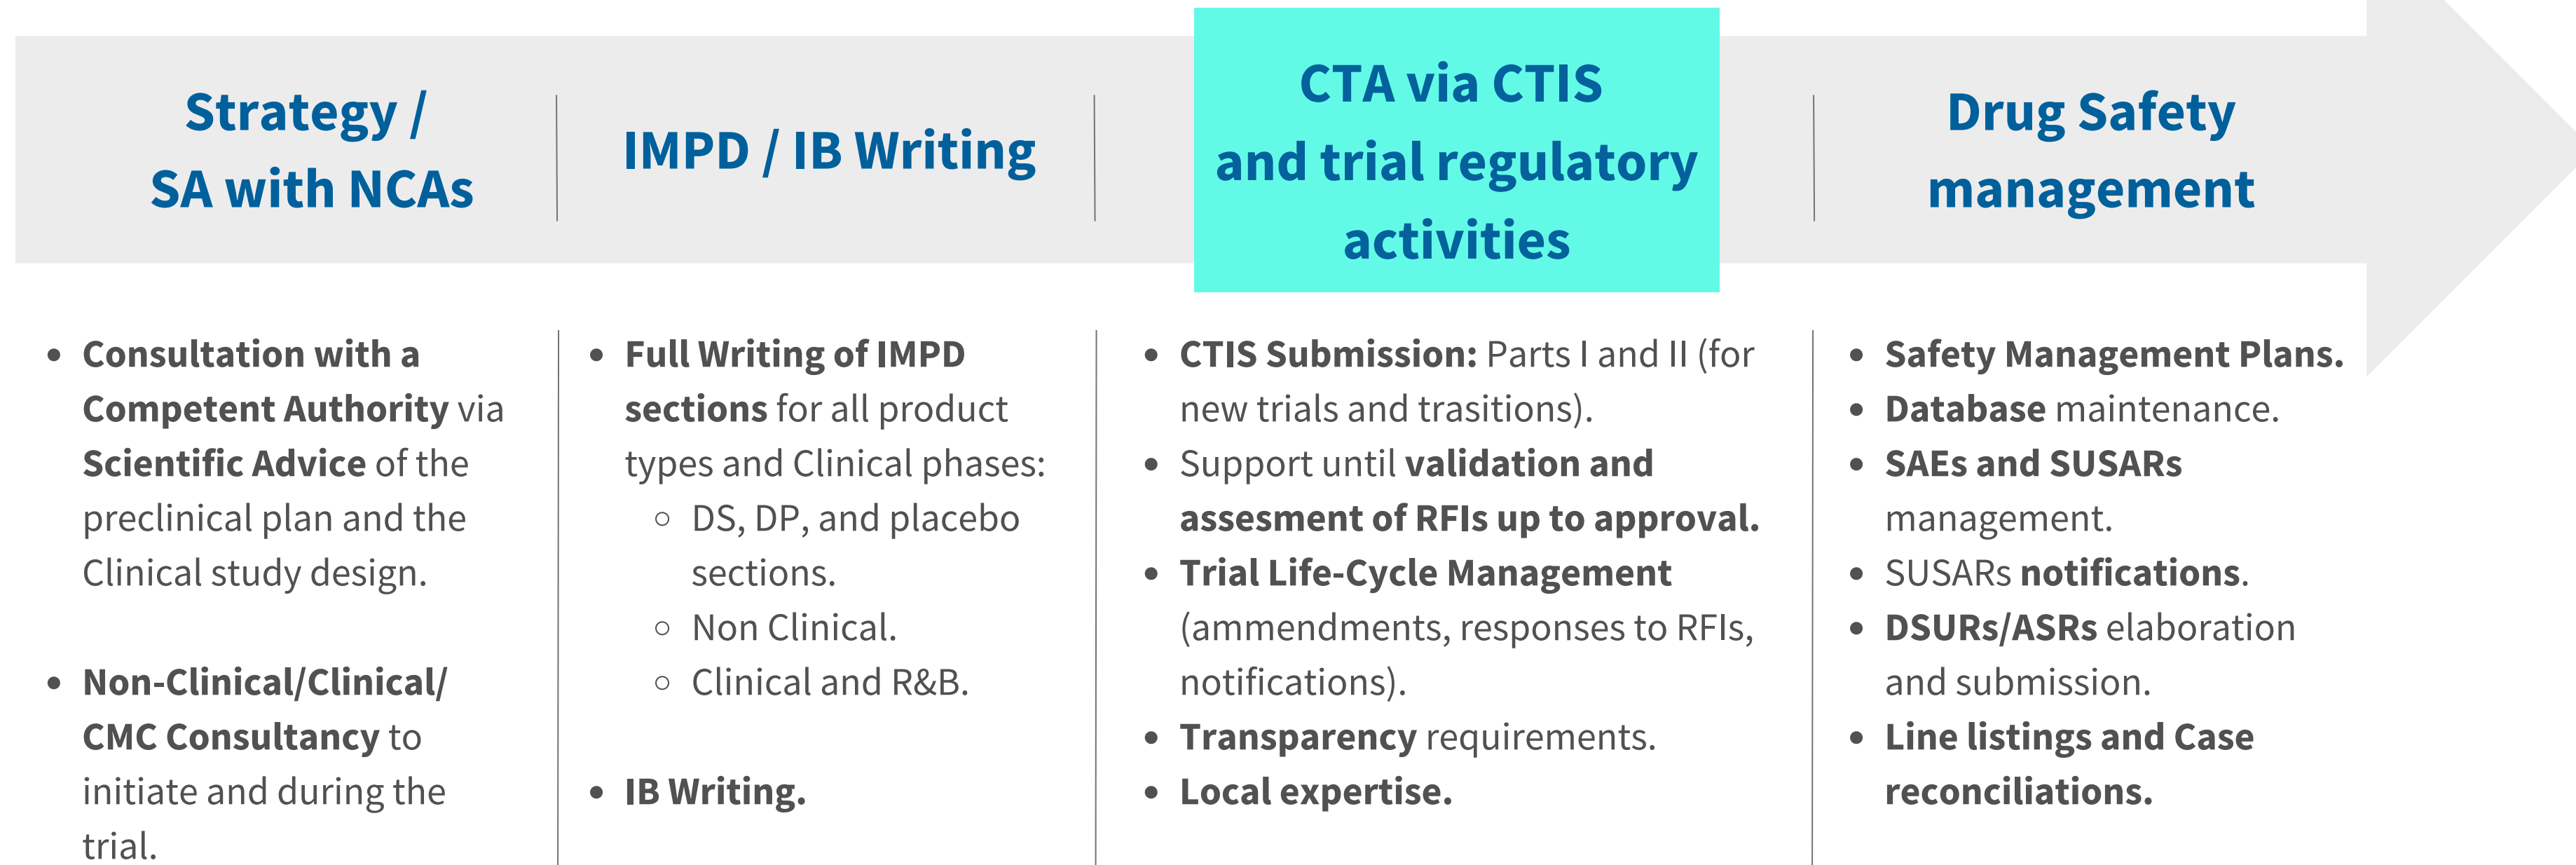 Strategy /
SA with NCAs
IMPD / IB Writing
CTA via CTIS
and trial regulatory
activities
Drug Safety
management
• Consultation with a
Competent Authority via
Scientific Advice of the
preclinical plan and the
Clinical study design.
• Non-Clinical/Clinical/
CMC Consultancy to
initiate and during the
trial.
• Full Writing of IMPD
sections for all product
types and Clinical phases:
○ DS, DP, and placebo
sections.
○ Non Clinical.
○ Clinical and R&B.
• IB Writing.
• CTIS Submission: Parts I and II (for
new trials and trasitions).
• Support until validation and
assesment of RFIs up to approval.
• Trial Life-Cycle Management
(ammendments, responses to RFIs,
notifications).
• Transparency requirements.
• Local expertise.
• Safety Management Plans.
• Database maintenance.
• SAEs and SUSARs
management.
• SUSARs notifications.
• DSURs/ASRs elaboration
and submission.
• Line listings and Case
reconciliations.